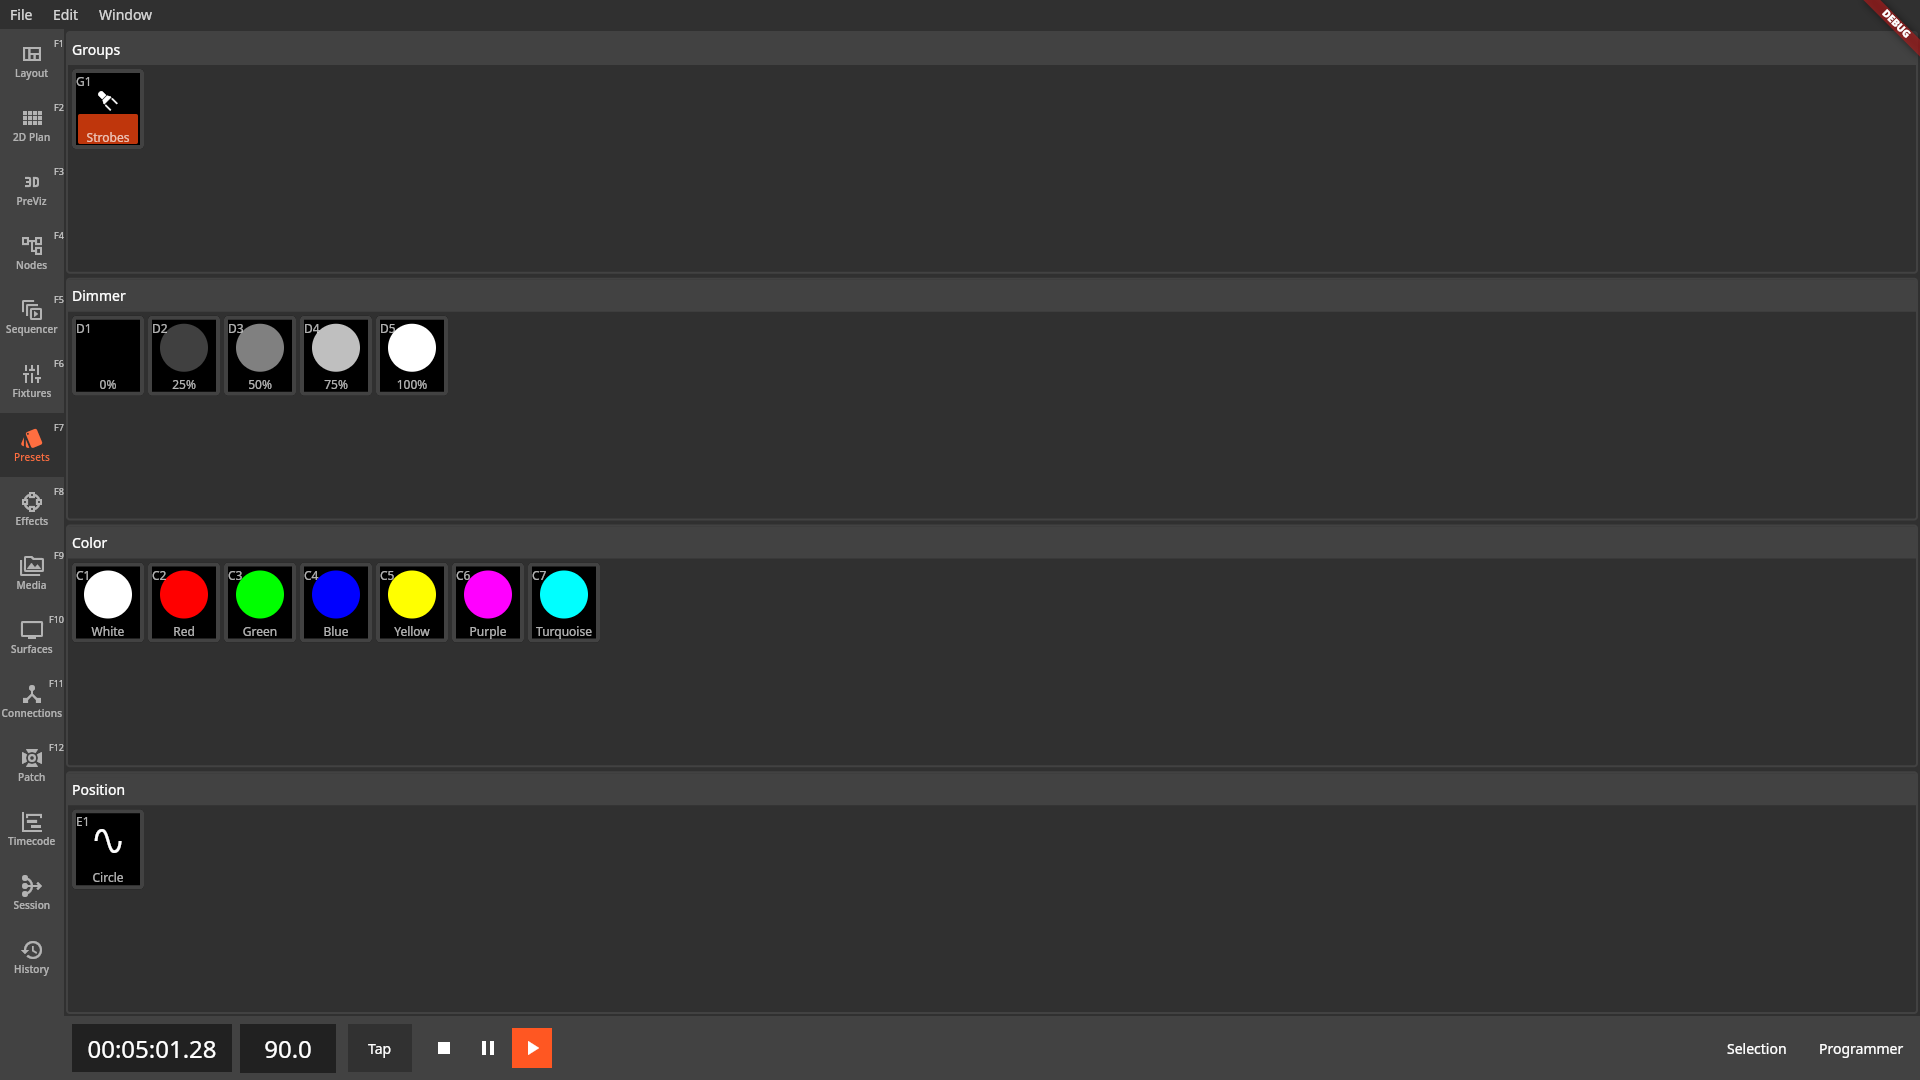 File Edit Window
DEBUG
F1
Layout
F2
2D Plan
F3
3D
PreViz
F4
Nodes
F5
Sequencer
F6
Fixtures
F7
Presets
F8
Effects
F9
Media
F10
Surfaces
F11
Connections
F12
Patch
Timecode
Session
History
Groups
G1
Strobes
Dimmer
D1 D2 D3 D4 D5
0% 25% 50% 75% 100%
Color
C1 C2 C3 C4 C5 C6 C7
White Red Green Blue Yellow Purple Turquoise
Position
E1
Circle
00:05:01.28 90.0 Tap Selection Programmer